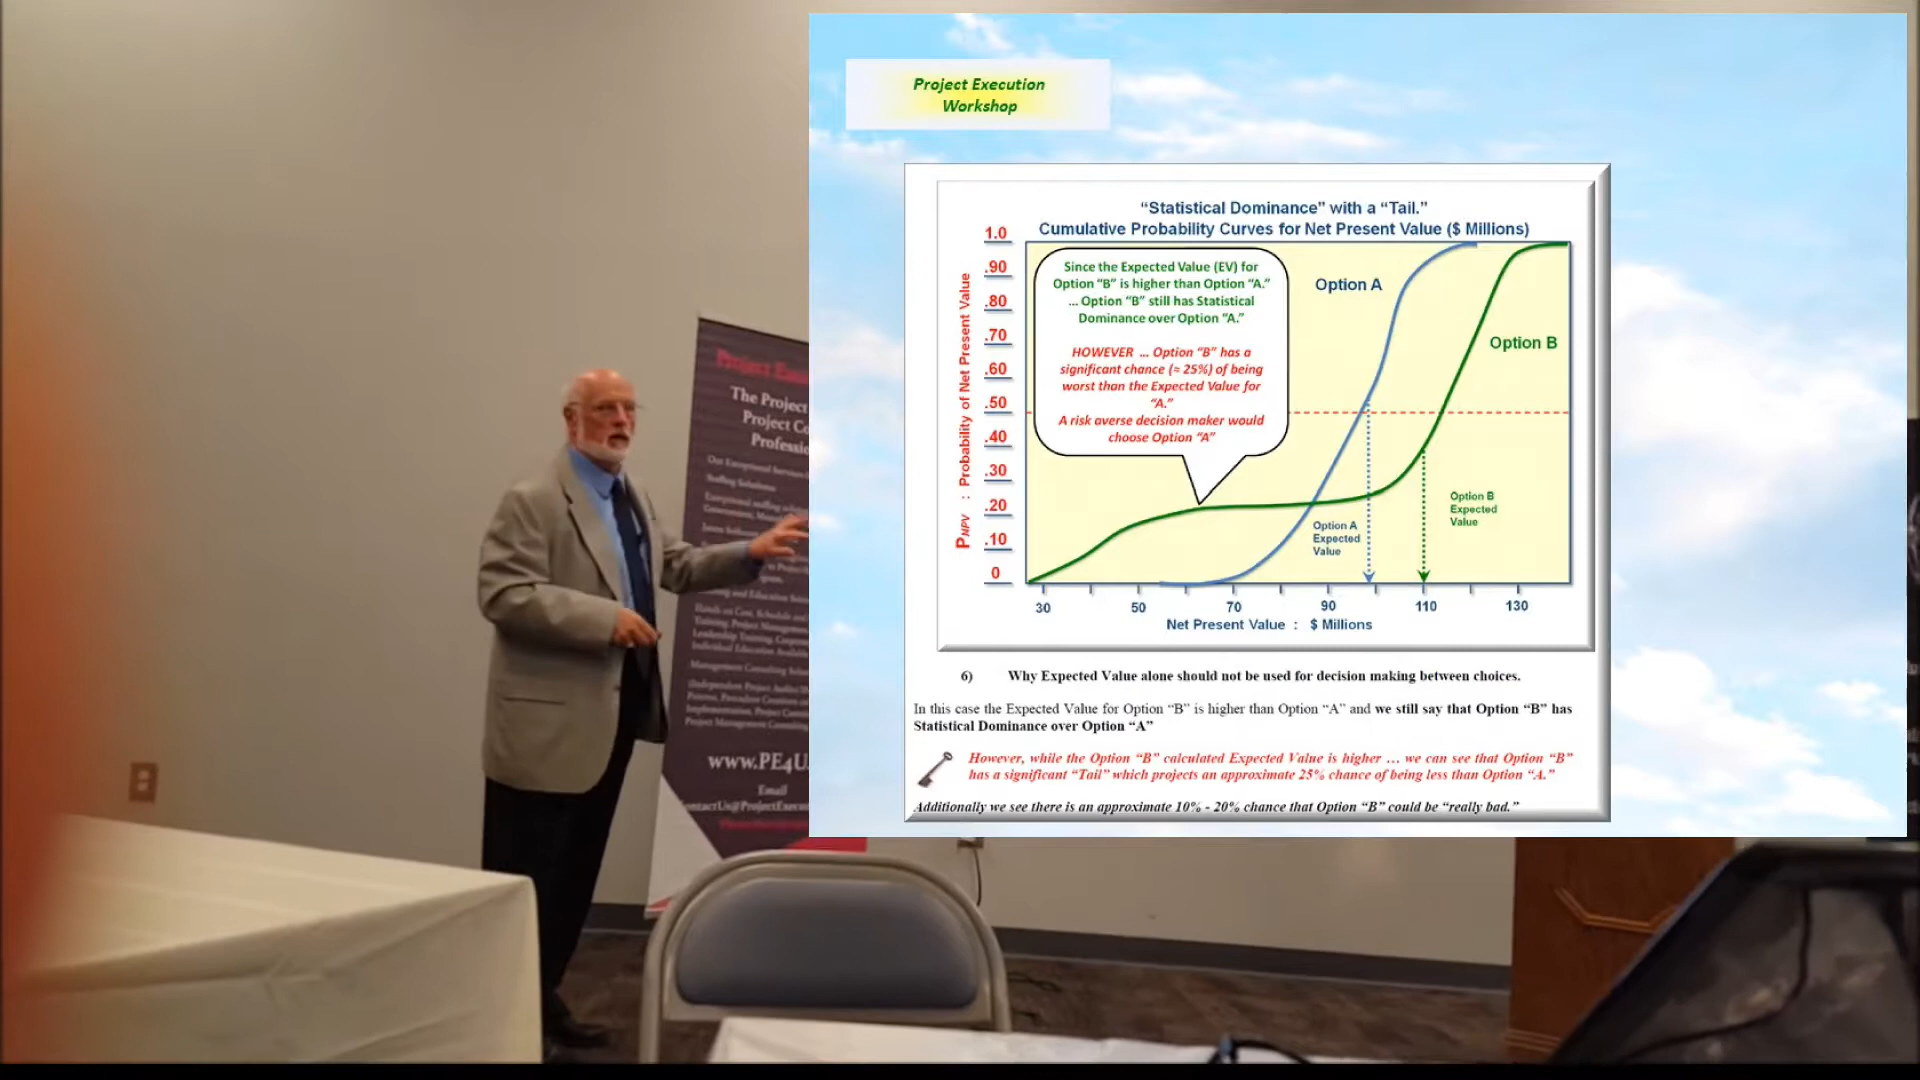 Project Execution
Workshop
“Statistical Dominance” with a “Tail.”
Cumulative Probability Curves for Net Present Value ($ Millions)
1.0
.90
.80
.70
.60
.50
.40
.30
.20
.10
0
PNPV : Probability of Net Present Value
Since the Expected Value (EV) for
Option “B” is higher than Option “A.”
... Option “B” still has Statistical
Dominance over Option “A.”
HOWEVER ... Option “B” has a
significant chance (≈ 25%) of being
worst than the Expected Value for
“A.”
A risk averse decision maker would
choose Option “A”
Option A
Option B
Option A
Expected
Value
Option B
Expected
Value
30 50 70 90 110 130
Net Present Value : $ Millions
6) Why Expected Value alone should not be used for decision making between choices.
In this case the Expected Value for Option “B” is higher than Option “A” and we still say that Option “B” has
Statistical Dominance over Option “A”
However, while the Option “B” calculated Expected Value is higher ... we can see that Option “B”
has a significant “Tail” which projects an approximate 25% chance of being less than Option “A.”
Additionally we see there is an approximate 10% - 20% chance that Option “B” could be “really bad.”
Project
The Project
Project
www.PE4U
Email